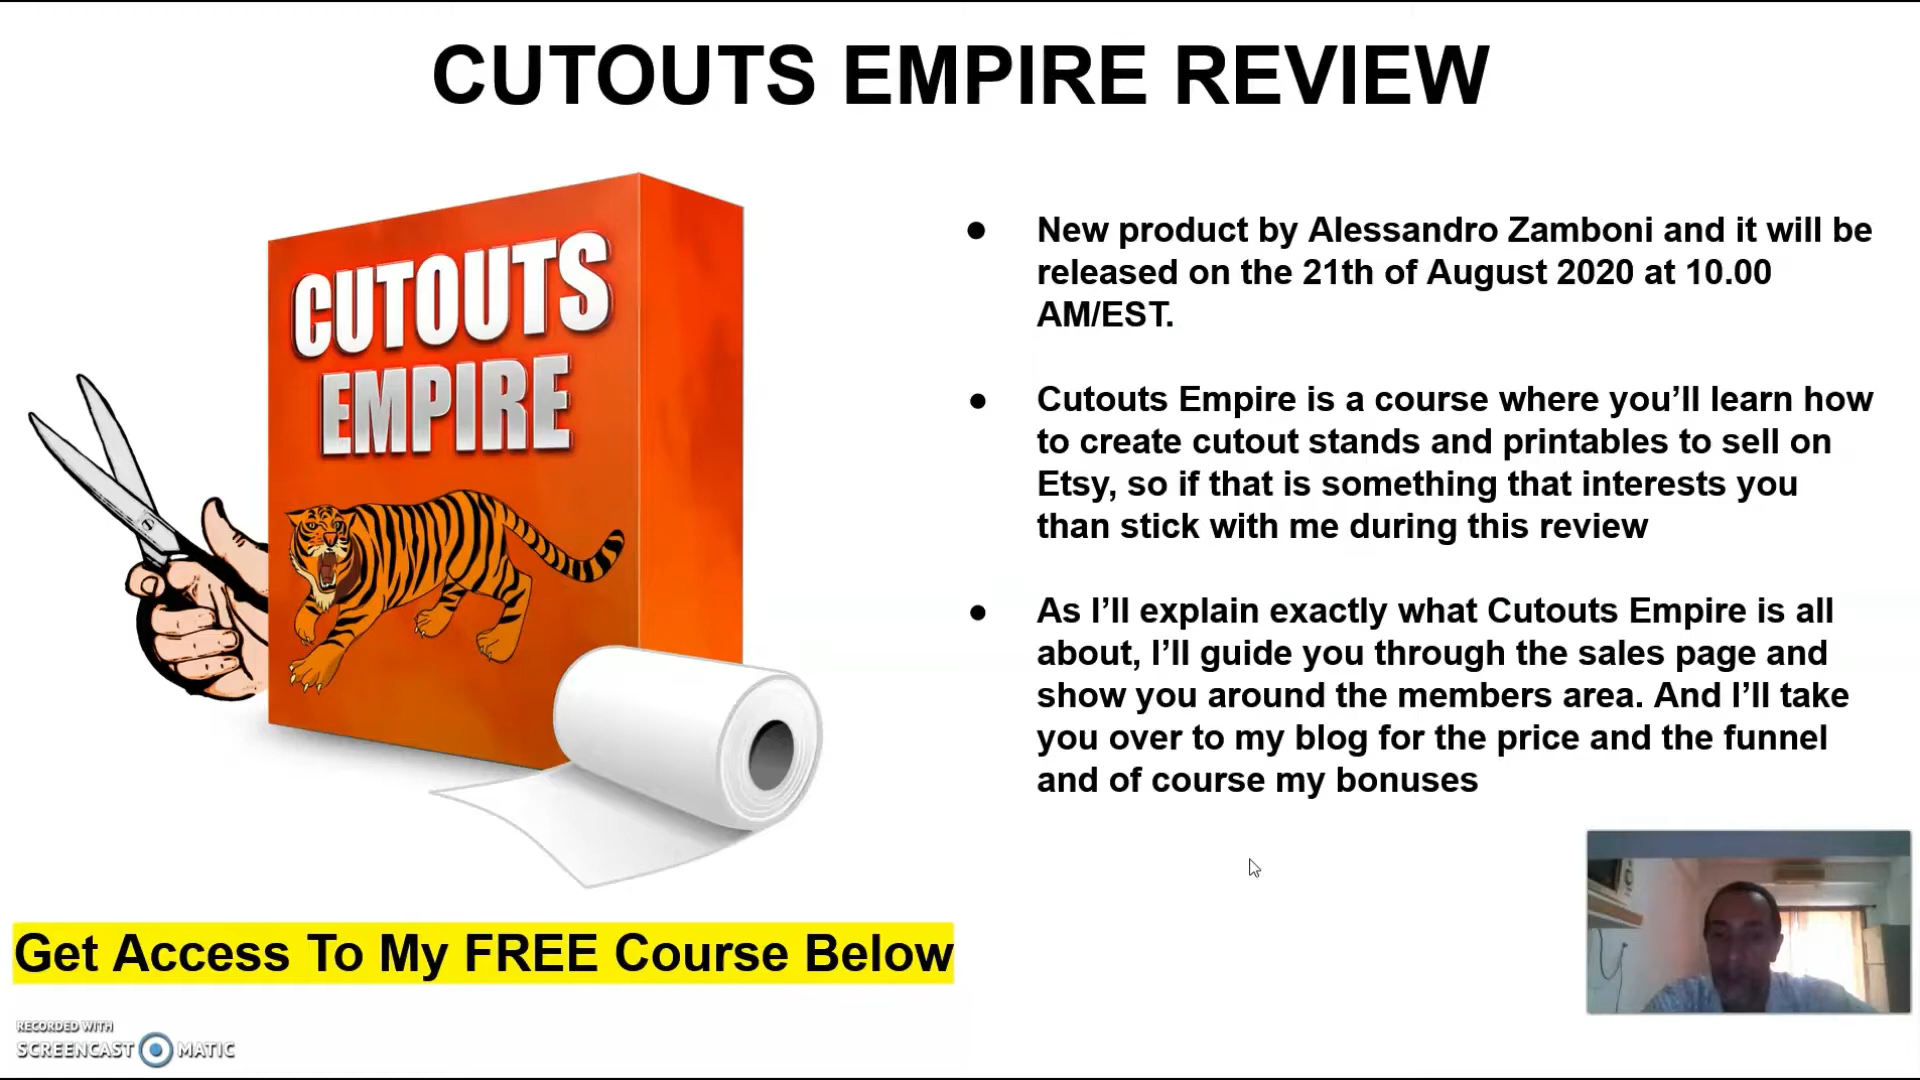 CUTOUTS EMPIRE REVIEW
CUTOUTS
EMPIRE
● New product by Alessandro Zamboni and it will be
released on the 21th of August 2020 at 10.00
AM/EST.
● Cutouts Empire is a course where you’ll learn how
to create cutout stands and printables to sell on
Etsy, so if that is something that interests you
than stick with me during this review
● As I’ll explain exactly what Cutouts Empire is all
about, I’ll guide you through the sales page and
show you around the members area. And I’ll take
you over to my blog for the price and the funnel
and of course my bonuses
Get Access To My FREE Course Below
RECORDED WITH
SCREENCAST MATIC